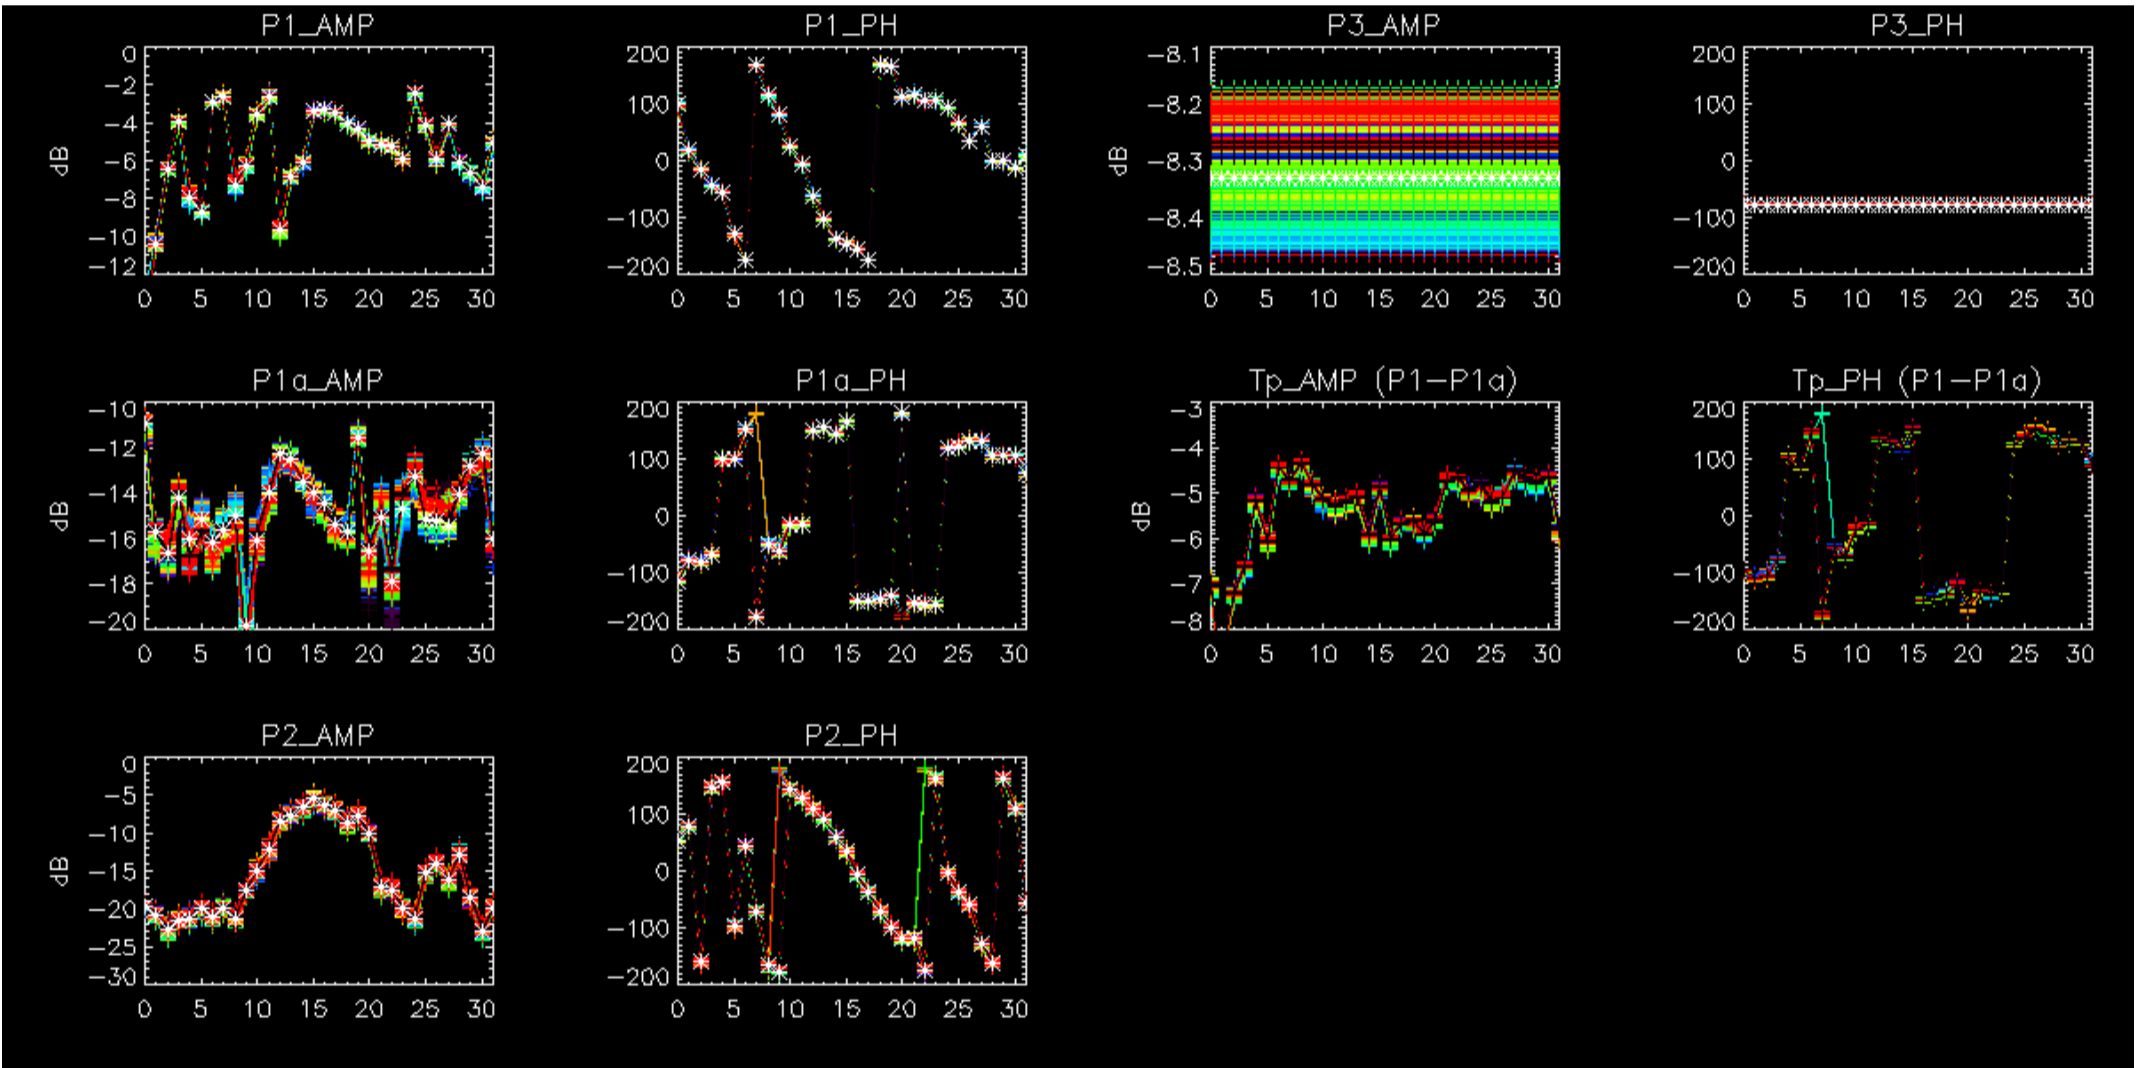 P1_AMP
P1_PH
P3_AMP
P3_PH
dB
0
−2
−4
−6
−8
−10
−12
0 5 10 15 20 25 30
200
100
0
−100
−200
0 5 10 15 20 25 30
dB
−8.1
−8.2
−8.3
−8.4
−8.5
0 5 10 15 20 25 30
200
100
0
−100
−200
0 5 10 15 20 25 30
P1a_AMP
P1a_PH
Tp_AMP (P1−P1a)
Tp_PH (P1−P1a)
dB
−10
−12
−14
−16
−18
−20
0 5 10 15 20 25 30
200
100
0
−100
−200
0 5 10 15 20 25 30
dB
−3
−4
−5
−6
−7
−8
0 5 10 15 20 25 30
200
100
0
−100
−200
0 5 10 15 20 25 30
P2_AMP
P2_PH
dB
0
−5
−10
−15
−20
−25
−30
0 5 10 15 20 25 30
200
100
0
−100
−200
0 5 10 15 20 25 30